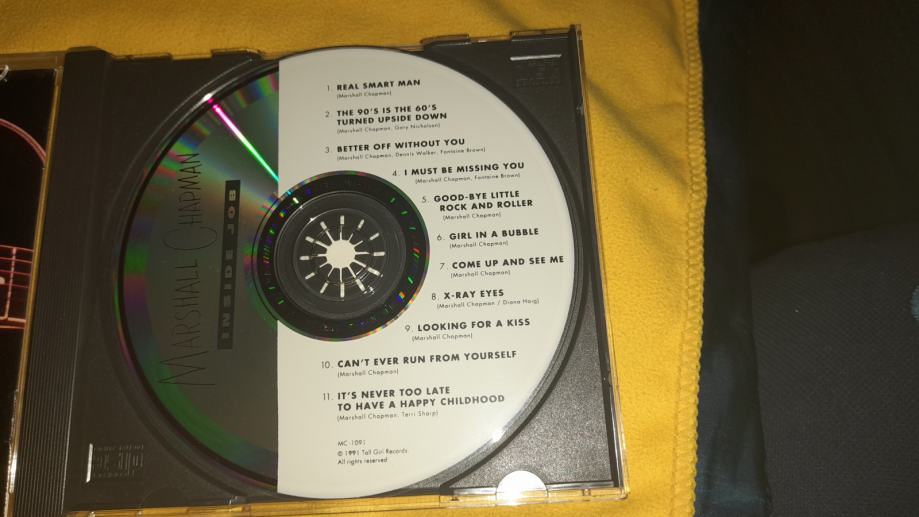 MARSHALL CHAPMAN
INSIDE JOB
1. REAL SMART MAN
(Marshall Chapman)
2. THE 90'S IS THE 60'S
TURNED UPSIDE DOWN
(Marshall Chapman, Gary Nicholson)
3. BETTER OFF WITHOUT YOU
(Marshall Chapman, Dennis Walker, Fontaine Brown)
4. I MUST BE MISSING YOU
(Marshall Chapman, Fontaine Brown)
5. GOOD-BYE LITTLE
ROCK AND ROLLER
(Marshall Chapman)
6. GIRL IN A BUBBLE
(Marshall Chapman)
7. COME UP AND SEE ME
(Marshall Chapman)
8. X-RAY EYES
(Marshall Chapman / Diana Haig)
9. LOOKING FOR A KISS
(Marshall Chapman)
10. CAN'T EVER RUN FROM YOURSELF
(Marshall Chapman)
11. IT'S NEVER TOO LATE
TO HAVE A HAPPY CHILDHOOD
(Marshall Chapman, Terri Sharp)
MC-1091
© 1991 Tall Girl Records
All rights reserved